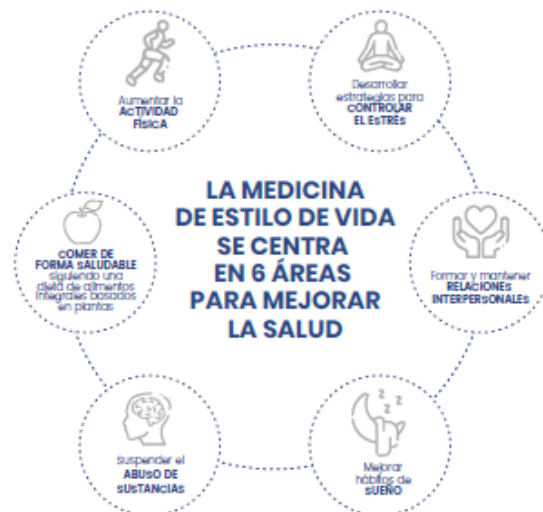 Aumentar la
ACTIVIDAD
FÍSICA
Desarrollar
estrategias para
CONTROLAR
EL ESTRÉS
LA MEDICINA
DE ESTILO DE VIDA
SE CENTRA
EN 6 ÁREAS
PARA MEJORAR
LA SALUD
COMER DE
FORMA SALUDABLE
siguiendo una
dieta de alimentos
integrales basados
en plantas
Formar y mantener
RELACIONES
INTERPERSONALES
Suspender el
ABUSO DE
SUSTANCIAS
z z z
Mejorar
hábitos de
SUEÑO